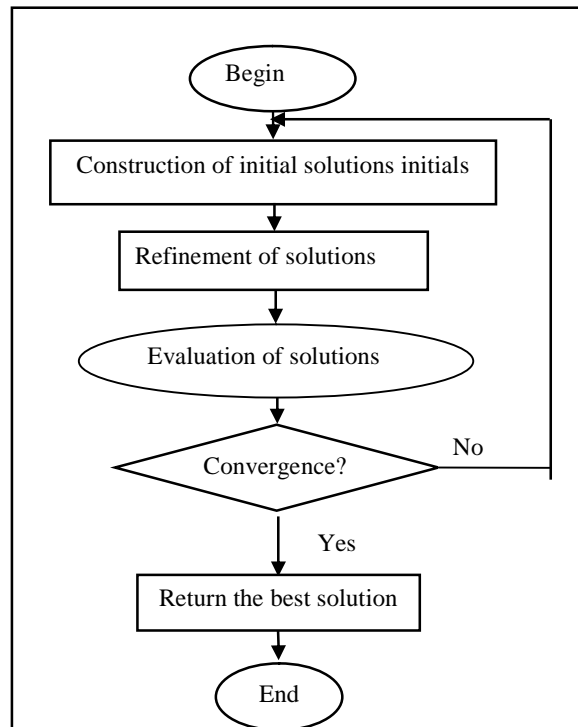 Begin
Construction of initial solutions initials
Refinement of solutions
Evaluation of solutions
Convergence?
No
Yes
Return the best solution
End